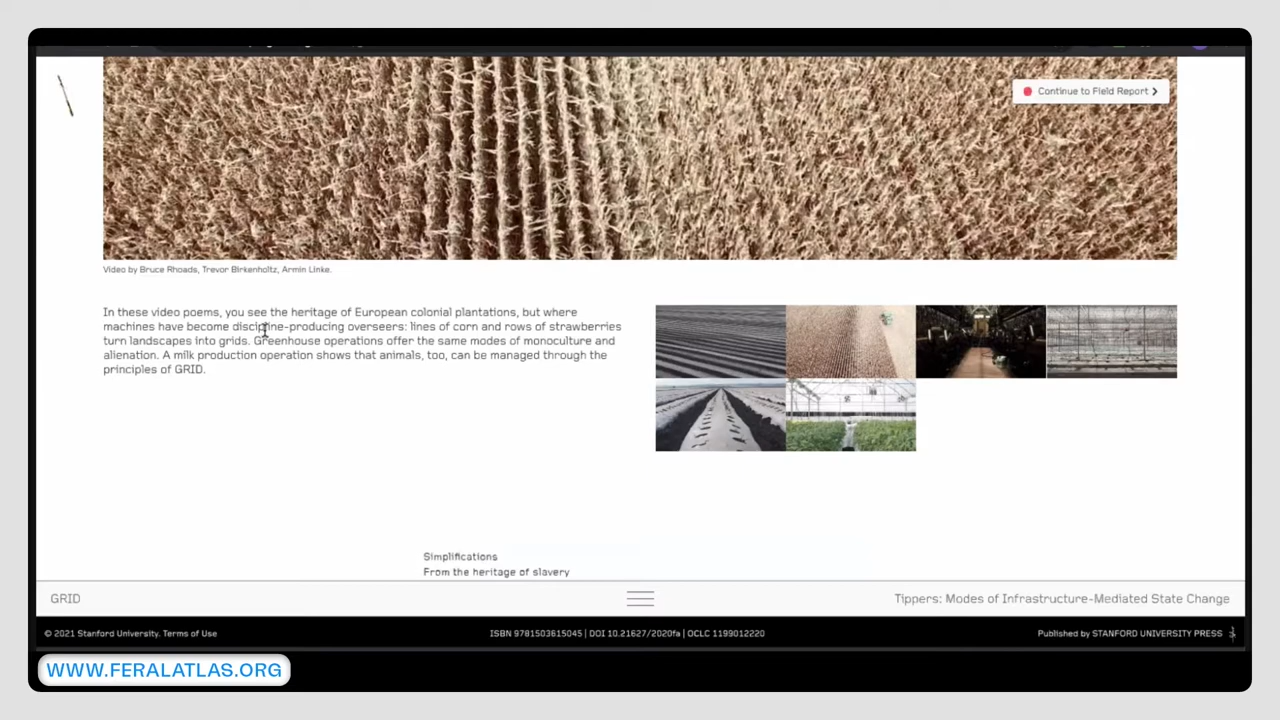 Continue to Field Report
Video by Bruce Rhoads, Trevor Birkenholtz, Armin Linke.
In these video poems, you see the heritage of European colonial plantations, but where
machines have become discipline-producing overseers: lines of corn and rows of strawberries
turn landscapes into grids. Greenhouse operations offer the same modes of monoculture and
alienation. A milk production operation shows that animals, too, can be managed through the
principles of GRID.
Simplifications
From the heritage of slavery
GRID
Tippers: Modes of Infrastructure-Mediated State Change
© 2021 Stanford University. Terms of Use
ISBN 9781503615045 | DOI 10.21627/2020fa | OCLC 1199012220
Published by STANFORD UNIVERSITY PRESS
WWW.FERALATLAS.ORG